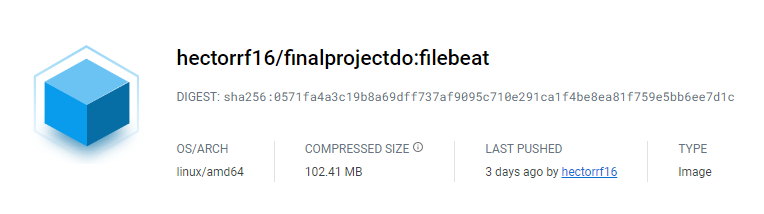 hectorrf16/finalprojectdo:filebeat
DIGEST: sha256:0571fa4a3c19b8a69dff737af9095c710e291ca1f4be8ea81f759e5bb6ee7d1c
OS/ARCH
linux/amd64
COMPRESSED SIZE
102.41 MB
LAST PUSHED
3 days ago by hectorrf16
TYPE
Image